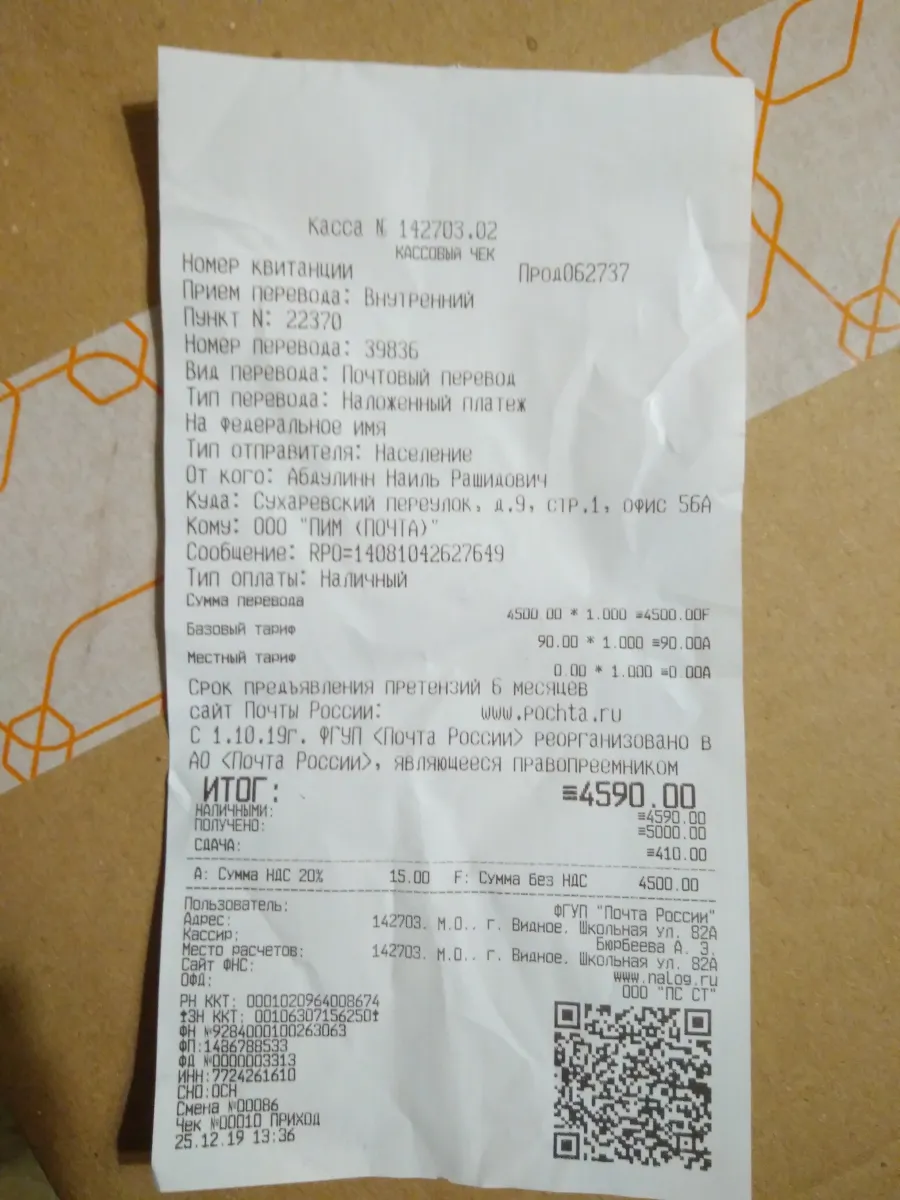 Касса № 142703.02
КАССОВЫЙ ЧЕК
Номер квитанции Прод062737
Прием перевода: Внутренний
Пункт N: 22370
Номер перевода: 39836
Вид перевода: Почтовый перевод
Тип перевода: Наложенный платеж
На федеральное имя
Тип отправителя: Население
От кого: Абдулинн Наиль Рашидович
Куда: Сухаревский переулок, д.9, стр.1, офис 56А
Кому: ООО "ПИМ (ПОЧТА)"
Сообщение: RPO=14081042627649
Тип оплаты: Наличный
Сумма перевода
4500.00 * 1.000 ≡4500.00F
Базовый тариф
90.00 * 1.000 ≡90.00А
Местный тариф
0.00 * 1.000 ≡0.00А
Срок предъявления претензий 6 месяцев
сайт Почты России: www.pochta.ru
С 1.10.19г. ФГУП <Почта России> реорганизовано в
АО <Почта России>, являющееся правопреемником
ИТОГ: ≡4590.00
НАЛИЧНЫМИ: ≡4590.00
ПОЛУЧЕНО: ≡5000.00
СДАЧА: ≡410.00
А: Сумма НДС 20% 15.00 F: Сумма без НДС 4500.00
Пользователь: ФГУП "Почта России"
Адрес: 142703. М.О.. г. Видное. Школьная ул. 82А
Кассир: Бюрбеева А. З.
Место расчетов: 142703. М.О.. г. Видное. Школьная ул. 82А
Сайт ФНС: www.nalog.ru
ОФД: ООО "ПС СТ"
РН ККТ: 0001020964008674
*ЗН ККТ: 00106307156250*
ФН №9284000100263063
ФП:1486788533
ФД №0000003313
ИНН:7724261610
СНО:ОСН
Смена №00086
Чек №00010 ПРИХОД
25.12.19 13:36